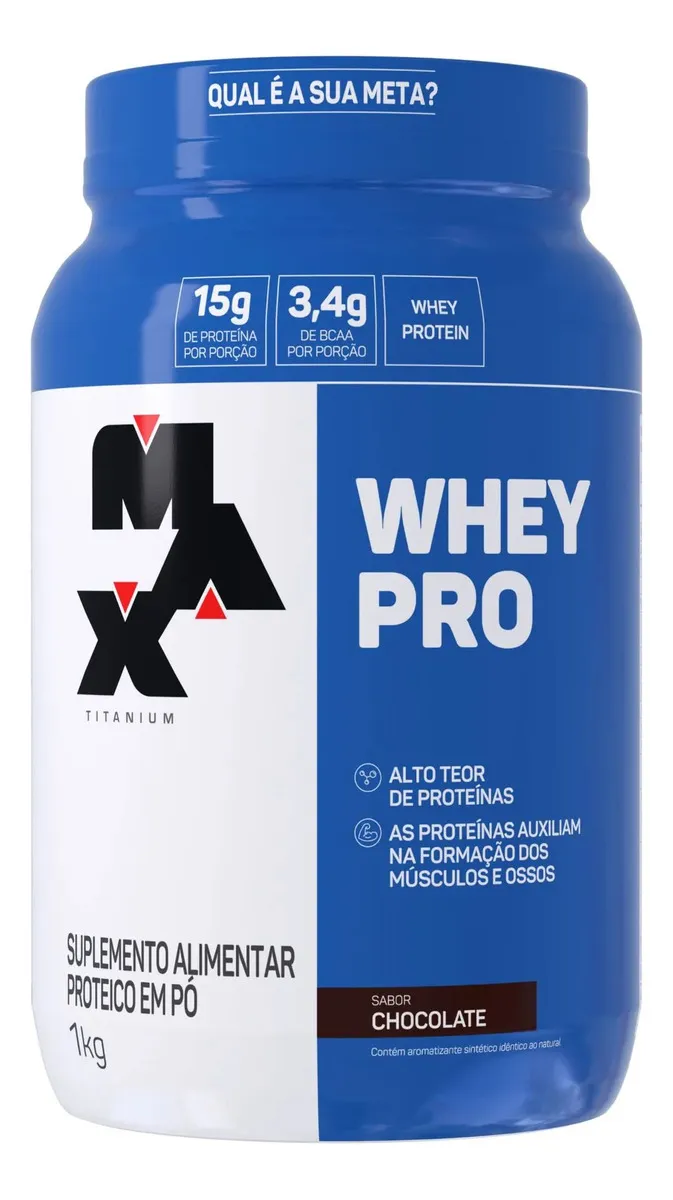 QUAL É A SUA META?
15g
DE PROTEÍNA
POR PORÇÃO
3,4g
DE BCAA
POR PORÇÃO
WHEY
PROTEIN
MAX
TITANIUM
WHEY
PRO
ALTO TEOR
DE PROTEÍNAS
AS PROTEÍNAS AUXILIAM
NA FORMAÇÃO DOS
MÚSCULOS E OSSOS
SUPLEMENTO ALIMENTAR
PROTEICO EM PÓ
1kg
SABOR
CHOCOLATE
Contém aromatizante sintético idêntico ao natural.